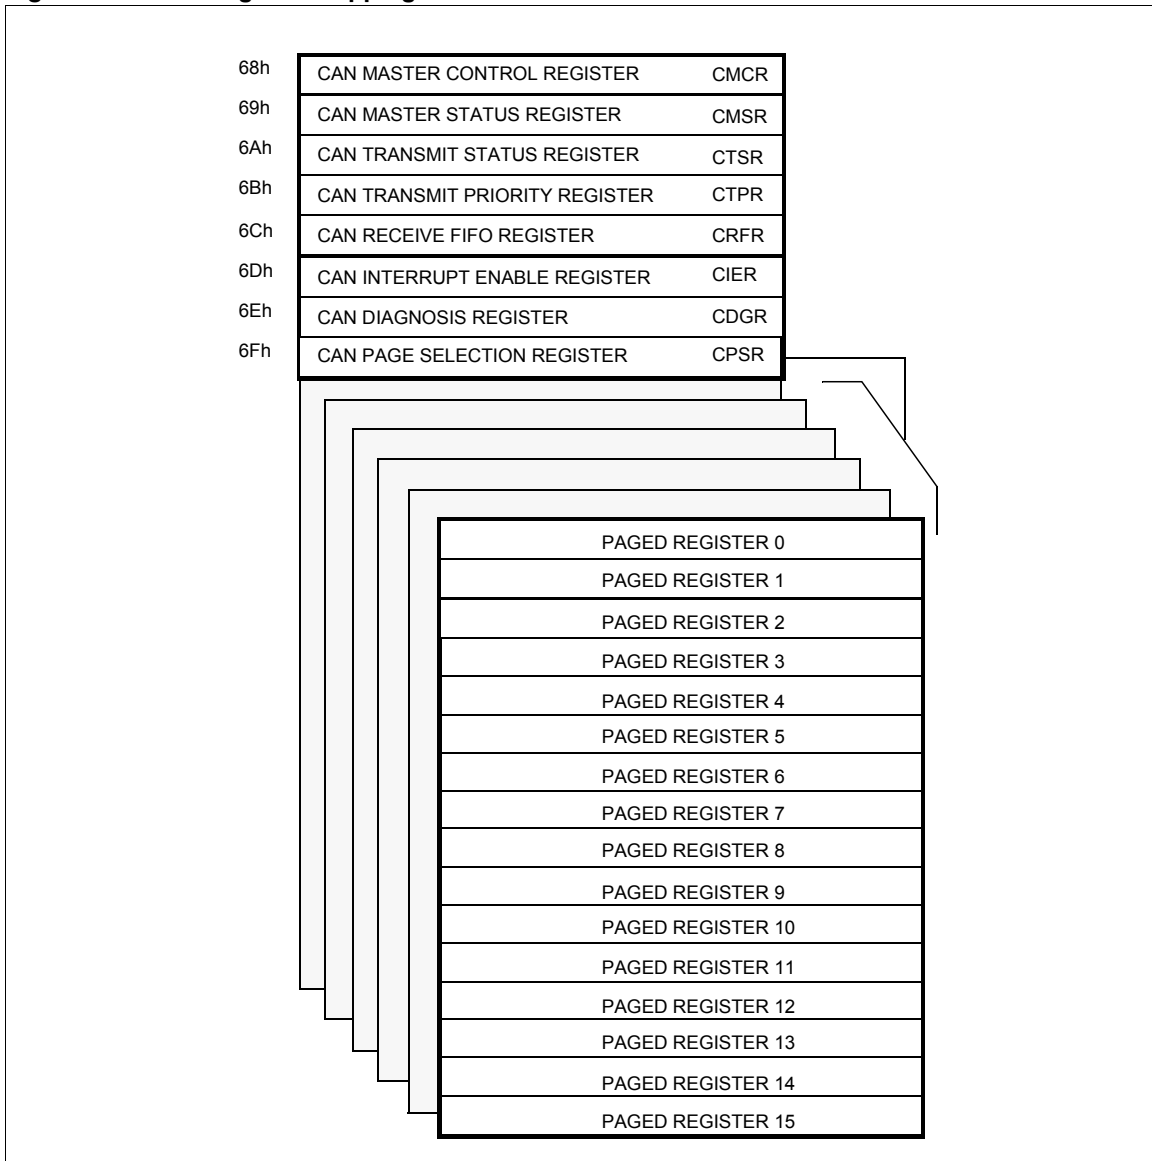 68h CAN MASTER CONTROL REGISTER CMCR
69h CAN MASTER STATUS REGISTER CMSR
6Ah CAN TRANSMIT STATUS REGISTER CTSR
6Bh CAN TRANSMIT PRIORITY REGISTER CTPR
6Ch CAN RECEIVE FIFO REGISTER CRFR
6Dh CAN INTERRUPT ENABLE REGISTER CIER
6Eh CAN DIAGNOSIS REGISTER CDGR
6Fh CAN PAGE SELECTION REGISTER CPSR
PAGED REGISTER 0
PAGED REGISTER 1
PAGED REGISTER 2
PAGED REGISTER 3
PAGED REGISTER 4
PAGED REGISTER 5
PAGED REGISTER 6
PAGED REGISTER 7
PAGED REGISTER 8
PAGED REGISTER 9
PAGED REGISTER 10
PAGED REGISTER 11
PAGED REGISTER 12
PAGED REGISTER 13
PAGED REGISTER 14
PAGED REGISTER 15